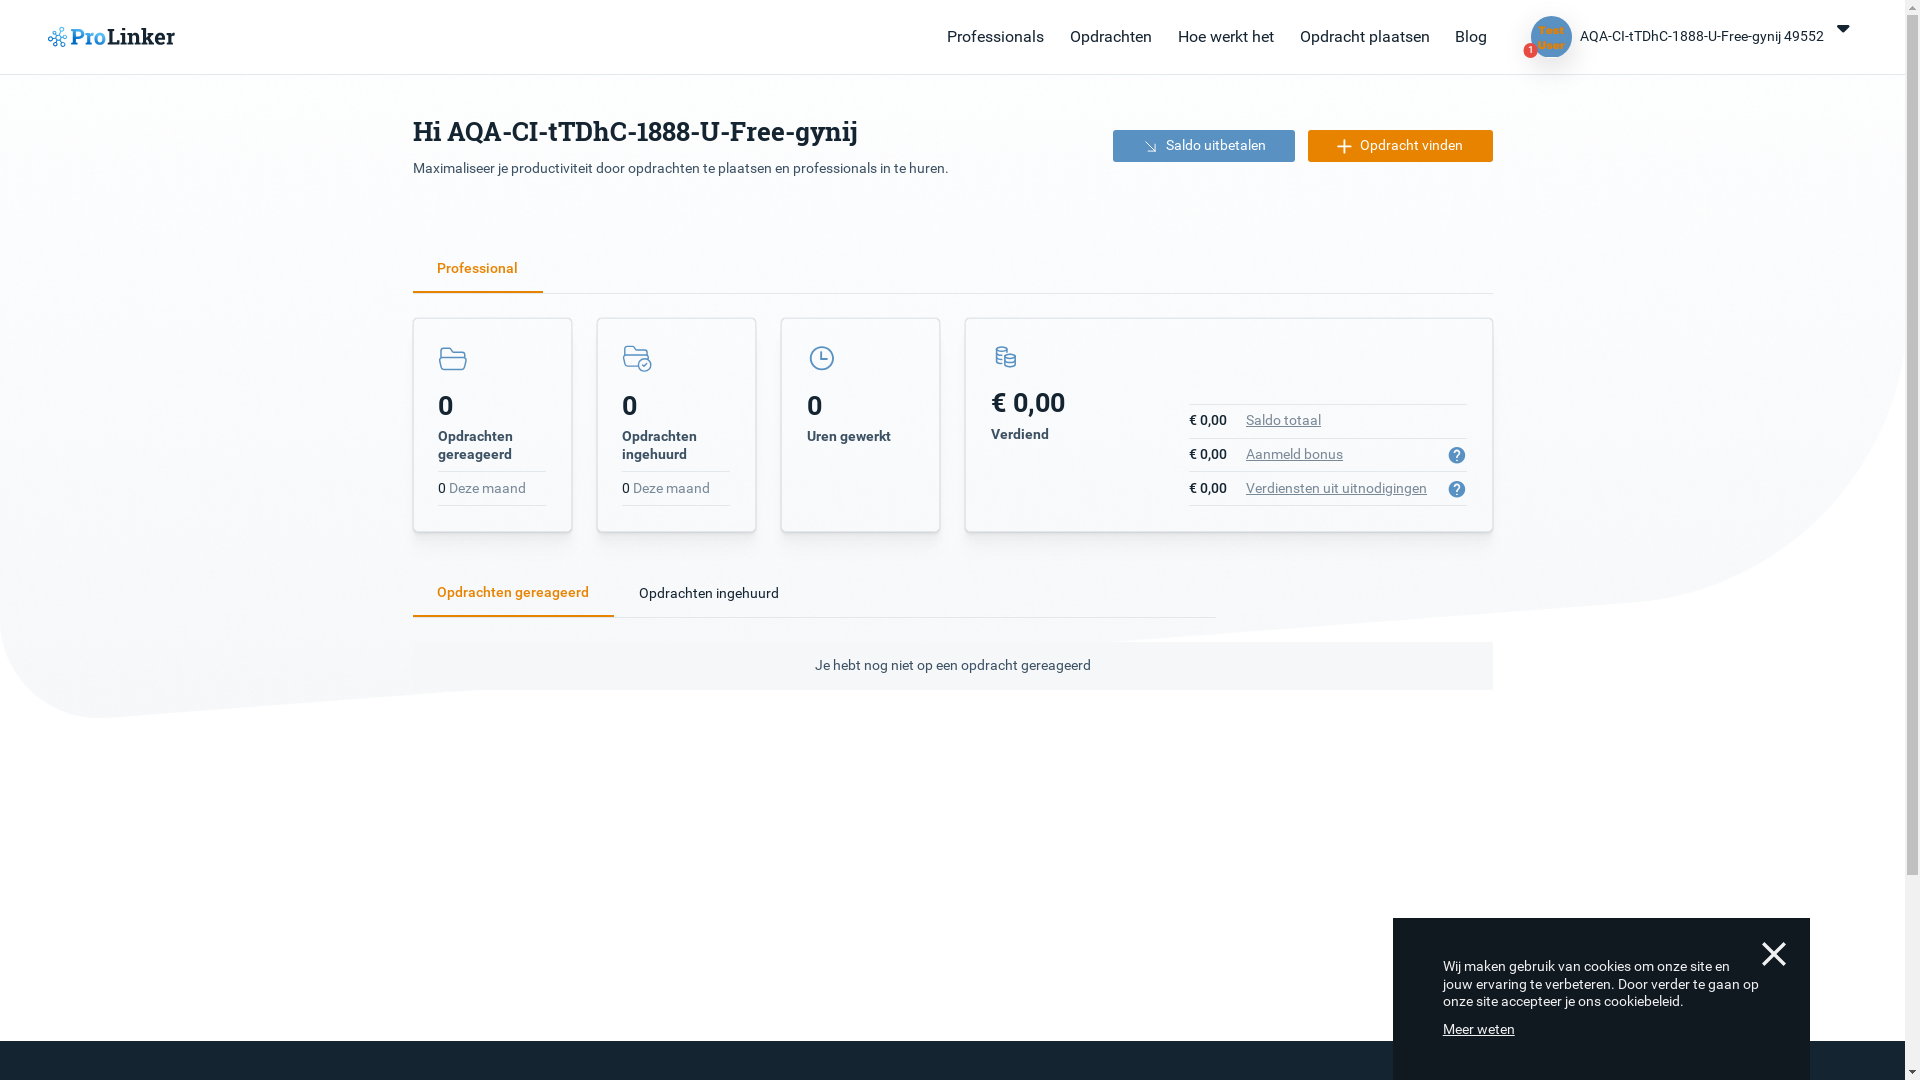 ProLinker
Professionals
Opdrachten
Hoe werkt het
Opdracht plaatsen
Blog
Test
User
1
AQA-CI-tTDhC-1888-U-Free-gynij 49552
Hi AQA-CI-tTDhC-1888-U-Free-gynij
Maximaliseer je productiviteit door opdrachten te plaatsen en professionals in te huren.
Saldo uitbetalen
Opdracht vinden
Professional
0
Opdrachten
gereageerd
0 Deze maand
0
Opdrachten
ingehuurd
0 Deze maand
0
Uren gewerkt
€ 0,00
Verdiend
€ 0,00 Saldo totaal
€ 0,00 Aanmeld bonus
€ 0,00 Verdiensten uit uitnodigingen
Opdrachten gereageerd
Opdrachten ingehuurd
Je hebt nog niet op een opdracht gereageerd
Wij maken gebruik van cookies om onze site en
jouw ervaring te verbeteren. Door verder te gaan op
onze site accepteer je ons cookiebeleid.
Meer weten